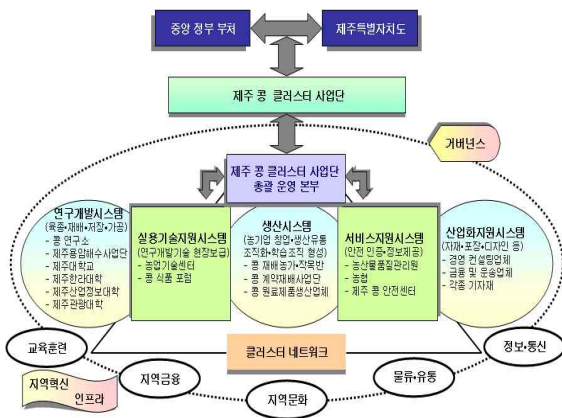 중앙 정부 부처
제주특별자치도
제주 콩 클러스터 사업단
거버넌스
제주 콩 클러스터 사업단
총괄 운영 본부
연구개발시스템
(육종•재배•저장•가공)
- 콩 연구소
- 제주용암해수사업단
- 제주대학교
- 제주한라대학
- 제주산업정보대학
- 제주관광대학
실용기술지원시스템
(연구개발기술 현장보급)
- 농업기술센터
- 콩 식품 포럼
생산시스템
(농기업 창업•생산유통
조직화•학습조직 형성)
- 콩 재배농가•작목반
- 콩 계약재배사업단
- 콩 원료제품생산업체
서비스지원시스템
(안전 인증•정보제공)
- 농산물품질관리원
- 농협
- 제주 콩 안전센터
산업화지원시스템
(자재•포장•디자인 등)
- 경영 컨설팅업체
- 금융 및 운송업체
- 각종 기자재
클러스터 네트워크
교육훈련
지역금융
지역문화
물류•유통
정보•통신
지역혁신
인프라